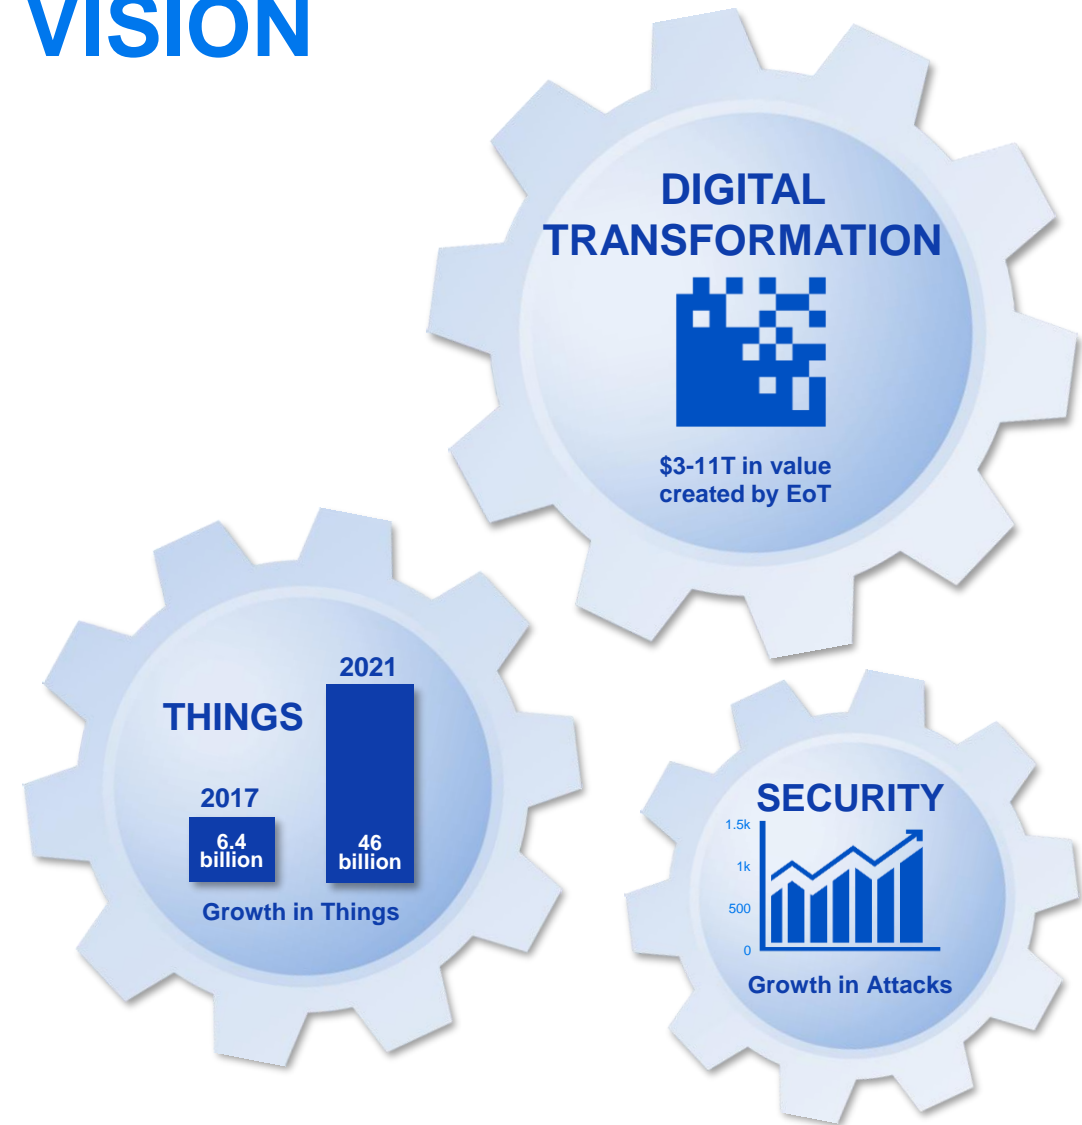 VISION
DIGITAL
TRANSFORMATION
$3-11T in value
created by EoT
2021
THINGS
2017
6.4
billion
46
billion
Growth in Things
SECURITY
1.5k
1k
500
0
Growth in Attacks